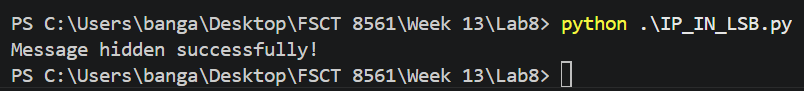 PS C:\Users\banga\Desktop\FSCT 8561\Week 13\Lab8> python .\IP_IN_LSB.py
Message hidden successfully!
PS C:\Users\banga\Desktop\FSCT 8561\Week 13\Lab8>